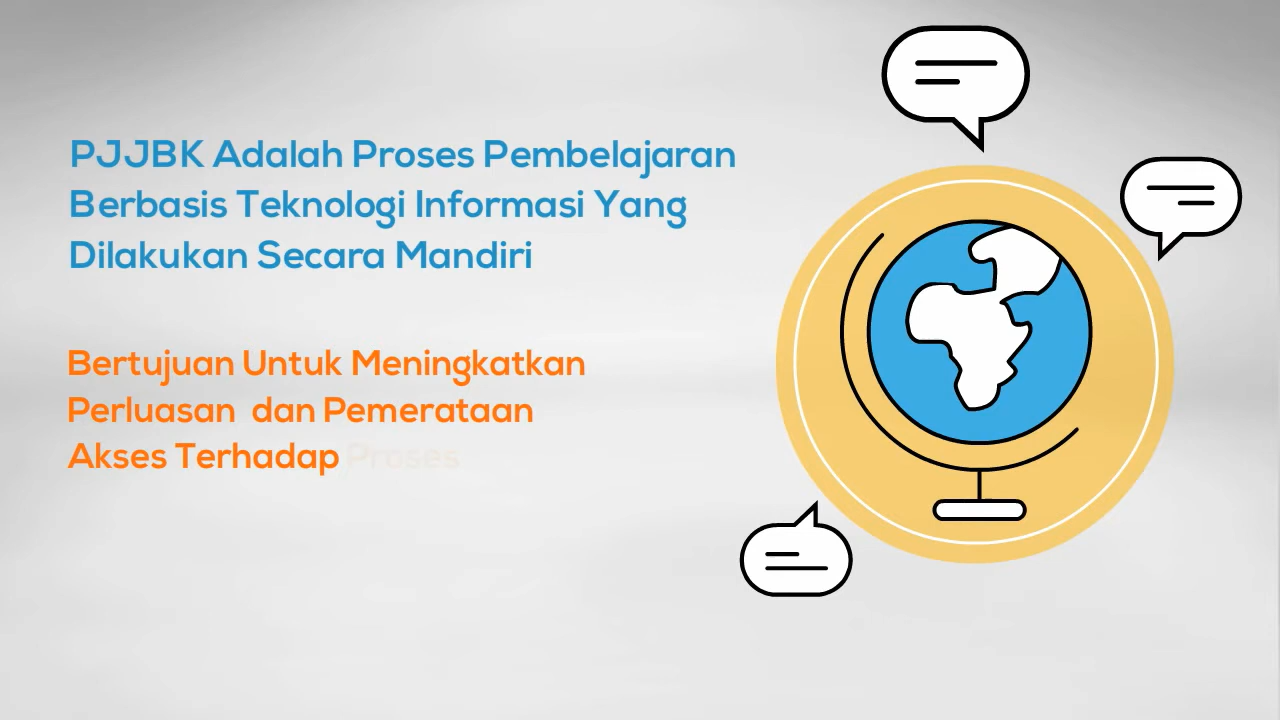 PJJBK Adalah Proses Pembelajaran
Berbasis Teknologi Informasi Yang
Dilakukan Secara Mandiri
Bertujuan Untuk Meningkatkan
Perluasan dan Pemerataan
Akses Terhadap Proses